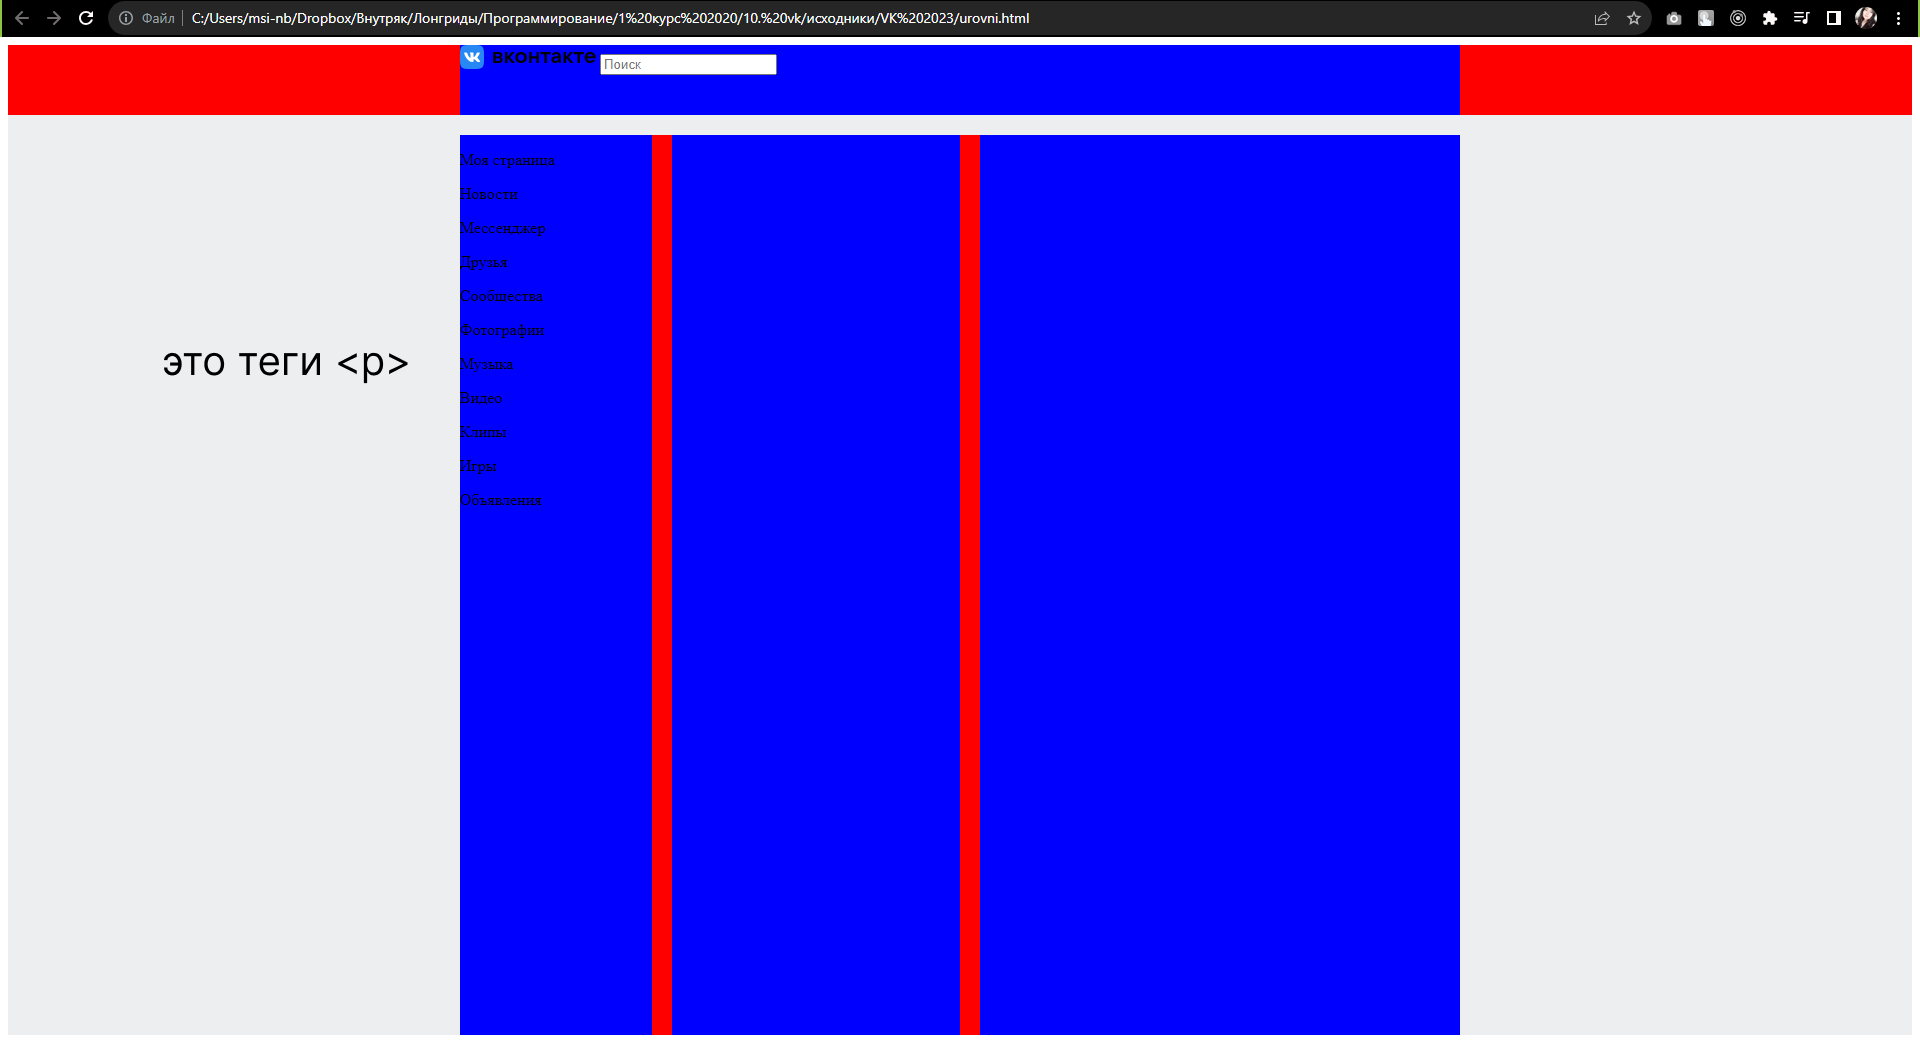 Файл
C:/Users/msi-nb/Dropbox/Внутряк/Лонгриды/Программирование/1%20курс%202020/10.%20vk/исходники/VK%202023/urovni.html
вконтакте Поиск
Моя страница
Новости
Мессенджер
Друзья
Сообщества
Фотографии
это теги <p>
Музыка
Видео
Клипы
Игры
Объявления